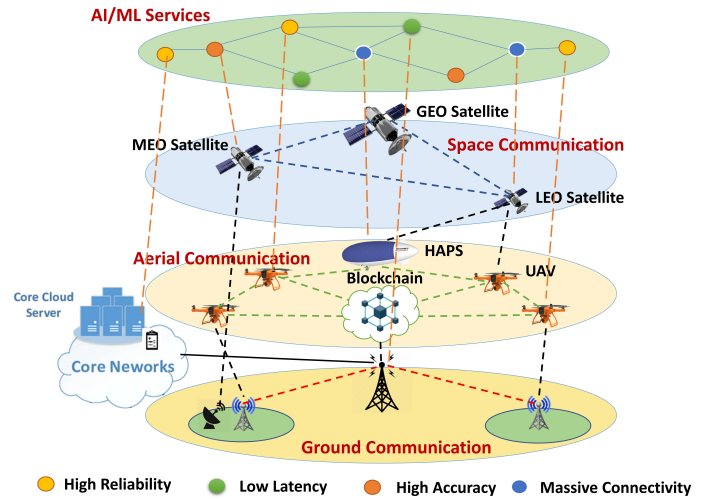 AI/ML Services
GEO Satellite
MEO Satellite
Space Communication
LEO Satellite
HAPS
Aerial Communication
Blockchain
UAV
Core Cloud
Server
Core Neworks
Ground Communication
High Reliability
Low Latency
High Accuracy
Massive Connectivity